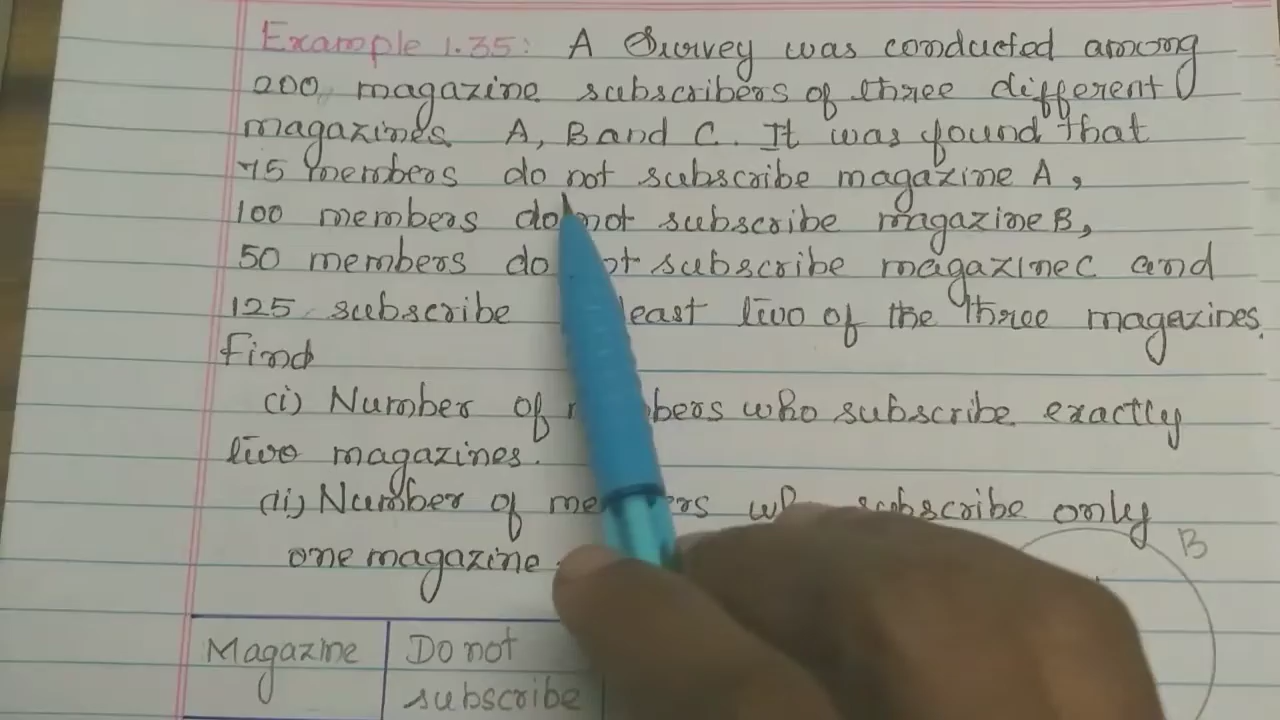 Example 1.35: A Survey was conducted among
200 magazine subscribers of three different
magazines A, B and C. It was found that
75 members do not subscribe magazine A,
100 members do not subscribe magazine B,
50 members do subscribe magazine C and
125 subscribe least two of the three magazines.
Find
(i) Number of who subscribe exactly
two magazines.
(ii) Number of subscribe only
one magazine
B
Magazine
Do not
subscribe